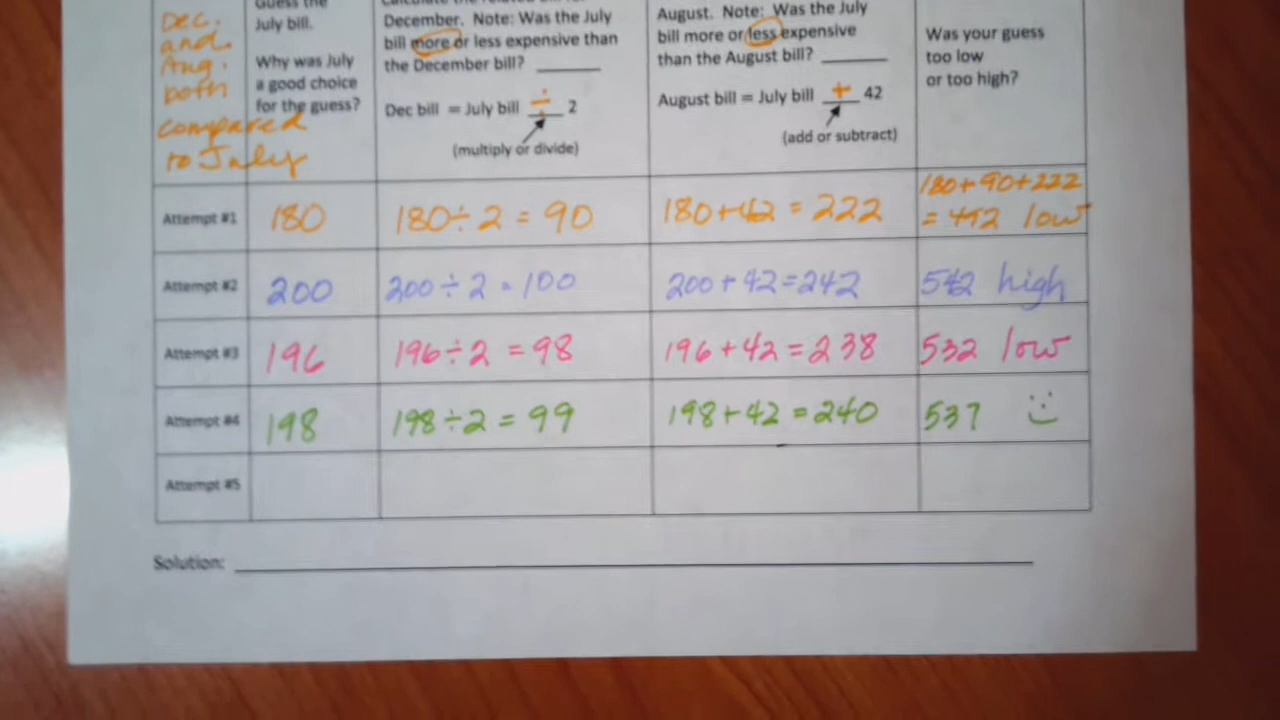 Dec.
and
Aug.
both
compared
to July
Guess the
July bill.
Why was July
a good choice
for the guess?
December. Note: Was the July
bill more or less expensive than
the December bill? ________
Dec bill = July bill ÷ 2
(multiply or divide)
August. Note: Was the July
bill more or less expensive
than the August bill? ________
August bill = July bill + 42
(add or subtract)
Was your guess
too low
or too high?
Attempt #1 180 180÷2 = 90 180+42 = 222 180+90+222
= 492 low
Attempt #2 200 200÷2 = 100 200+42=242 542 high
Attempt #3 196 196÷2 = 98 196+42=238 532 low
Attempt #4 198 198÷2 = 99 198+42=240 537
Attempt #5
Solution: